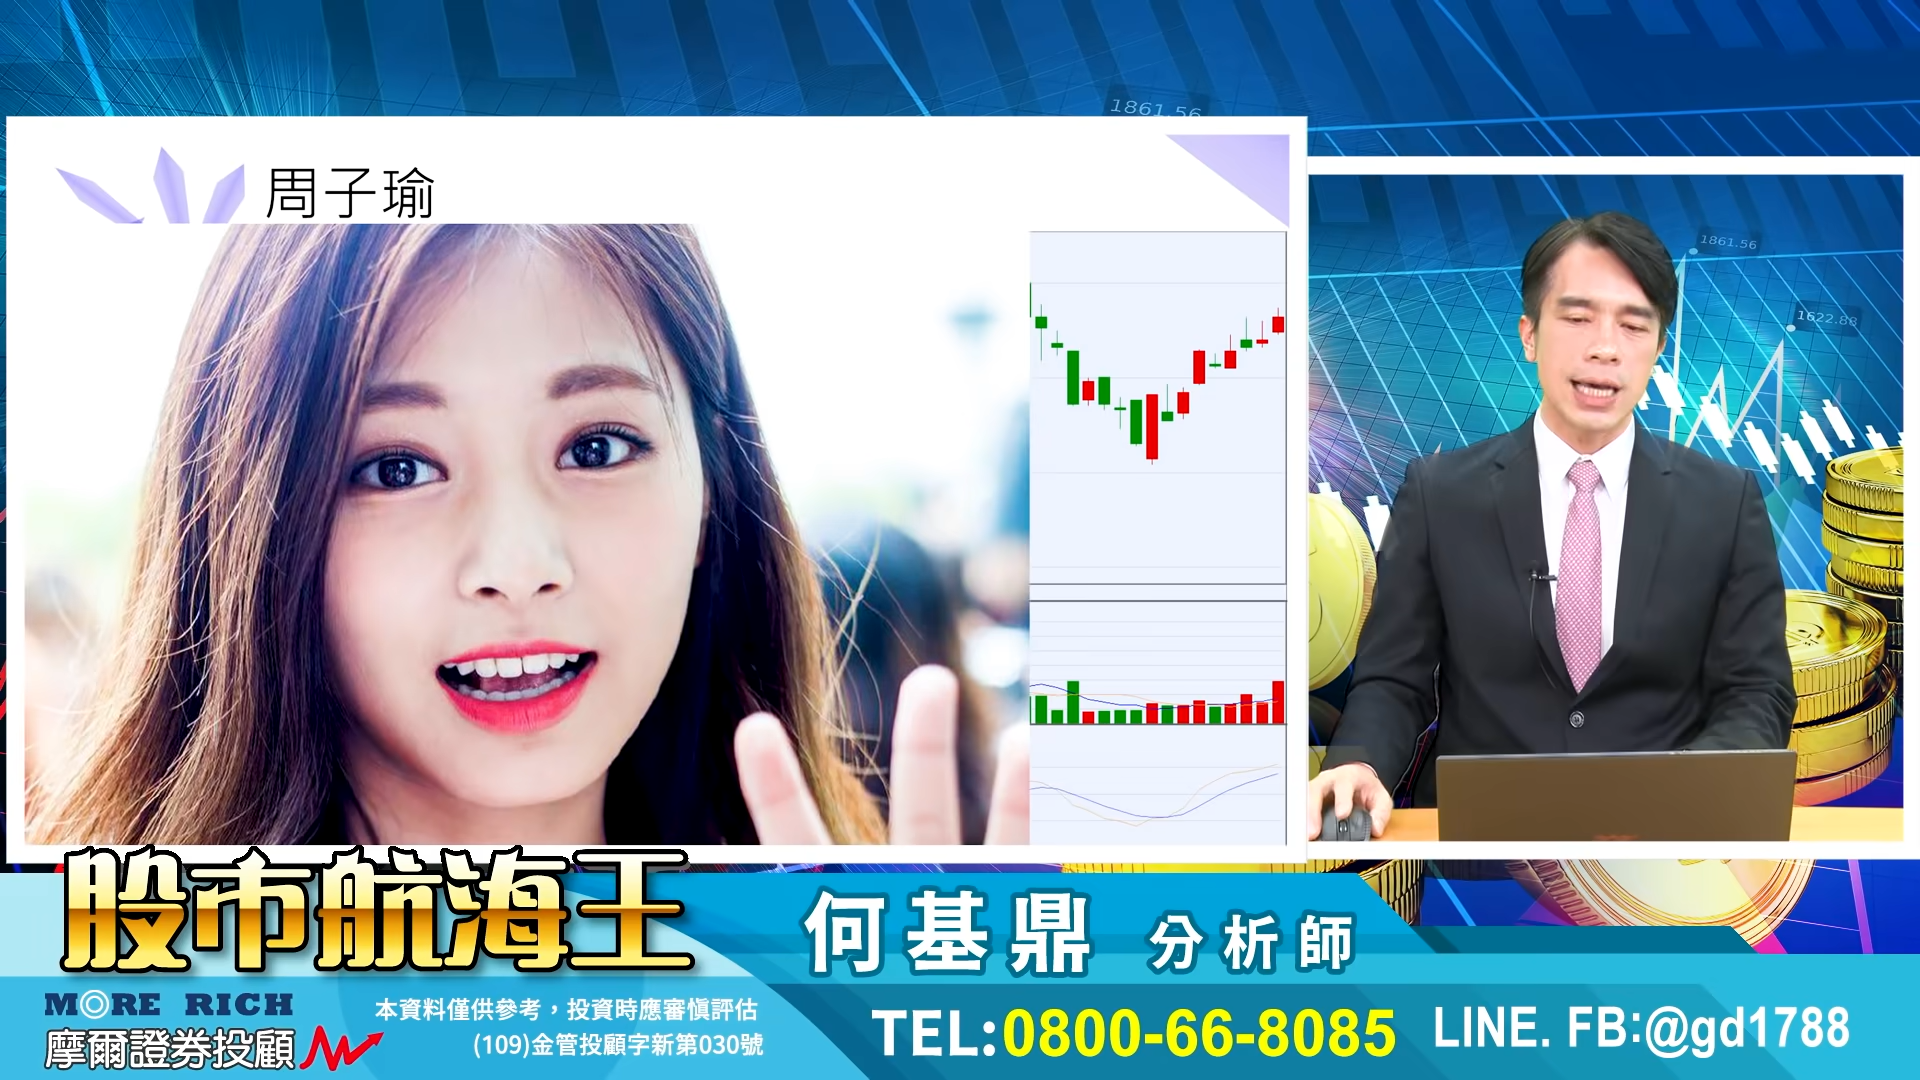 1861.56
周子瑜
1861.56
1622.88
股市航海王
何基鼎 分析師
MORE RICH
摩爾證券投顧
本資料僅供參考，投資時應審慎評估
(109)金管投顧字新第030號
TEL:0800-66-8085
LINE. FB:@gd1788